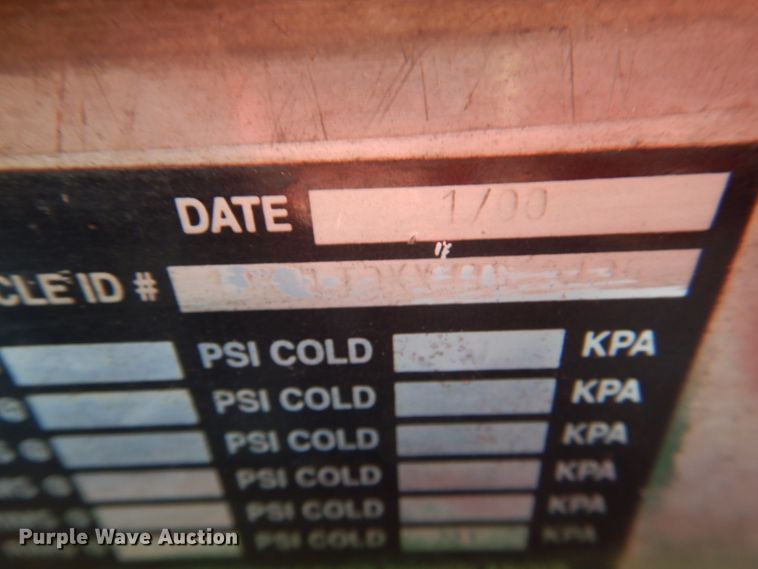 DATE 1/00
CLE ID #
PSI COLD KPA
G PSI COLD KPA
S @ PSI COLD KPA
RS @ PSI COLD KPA
PSI COLD KPA
PSI COLD KPA
Purple Wave Auction